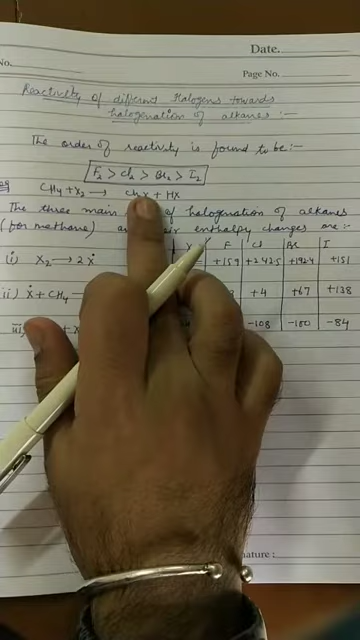 Date.
No.
Page No.
Reactivity of different Halogens towards
halogenation of alkanes :-
The order of reactivity is found to be:-
F₂ > Cl₂ > Br₂ > I₂
CH₄ + X₂ → CH₃X + HX
The three main of halogenation of alkanes
(for methane) enthalpy changes are :-
X F Cl Br I
(i) X₂ → 2Ẋ +159 +242.5 +192.4 +151
ii) Ẋ + CH₄ → +4 +67 +138
iii) + X -108 -100 -84
nature :